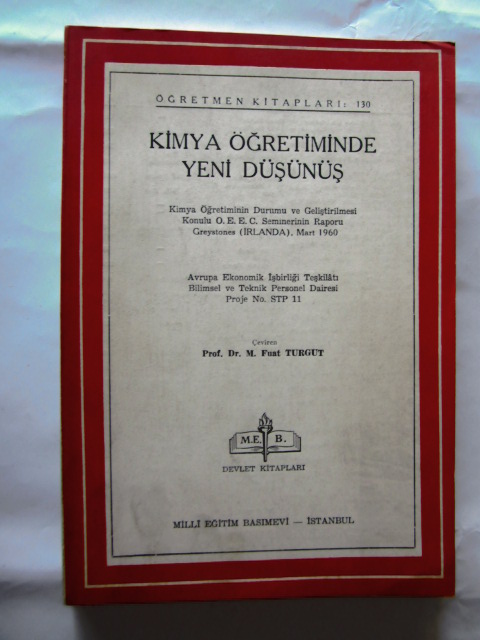 ÖĞRETMEN KİTAPLARI: 130
KİMYA ÖĞRETİMİNDE
YENİ DÜŞÜNÜŞ
Kimya Öğretiminin Durumu ve Geliştirilmesi
Konulu O. E. E. C. Seminerinin Raporu
Greystones (İRLANDA), Mart 1960
Avrupa Ekonomik İşbirliği Teşkilâtı
Bilimsel ve Teknik Personel Dairesi
Proje No. STP 11
Çeviren
Prof. Dr. M. Fuat TURGUT
M.E. B.
DEVLET KİTAPLARI
MİLLÎ EĞİTİM BASIMEVİ — İSTANBUL